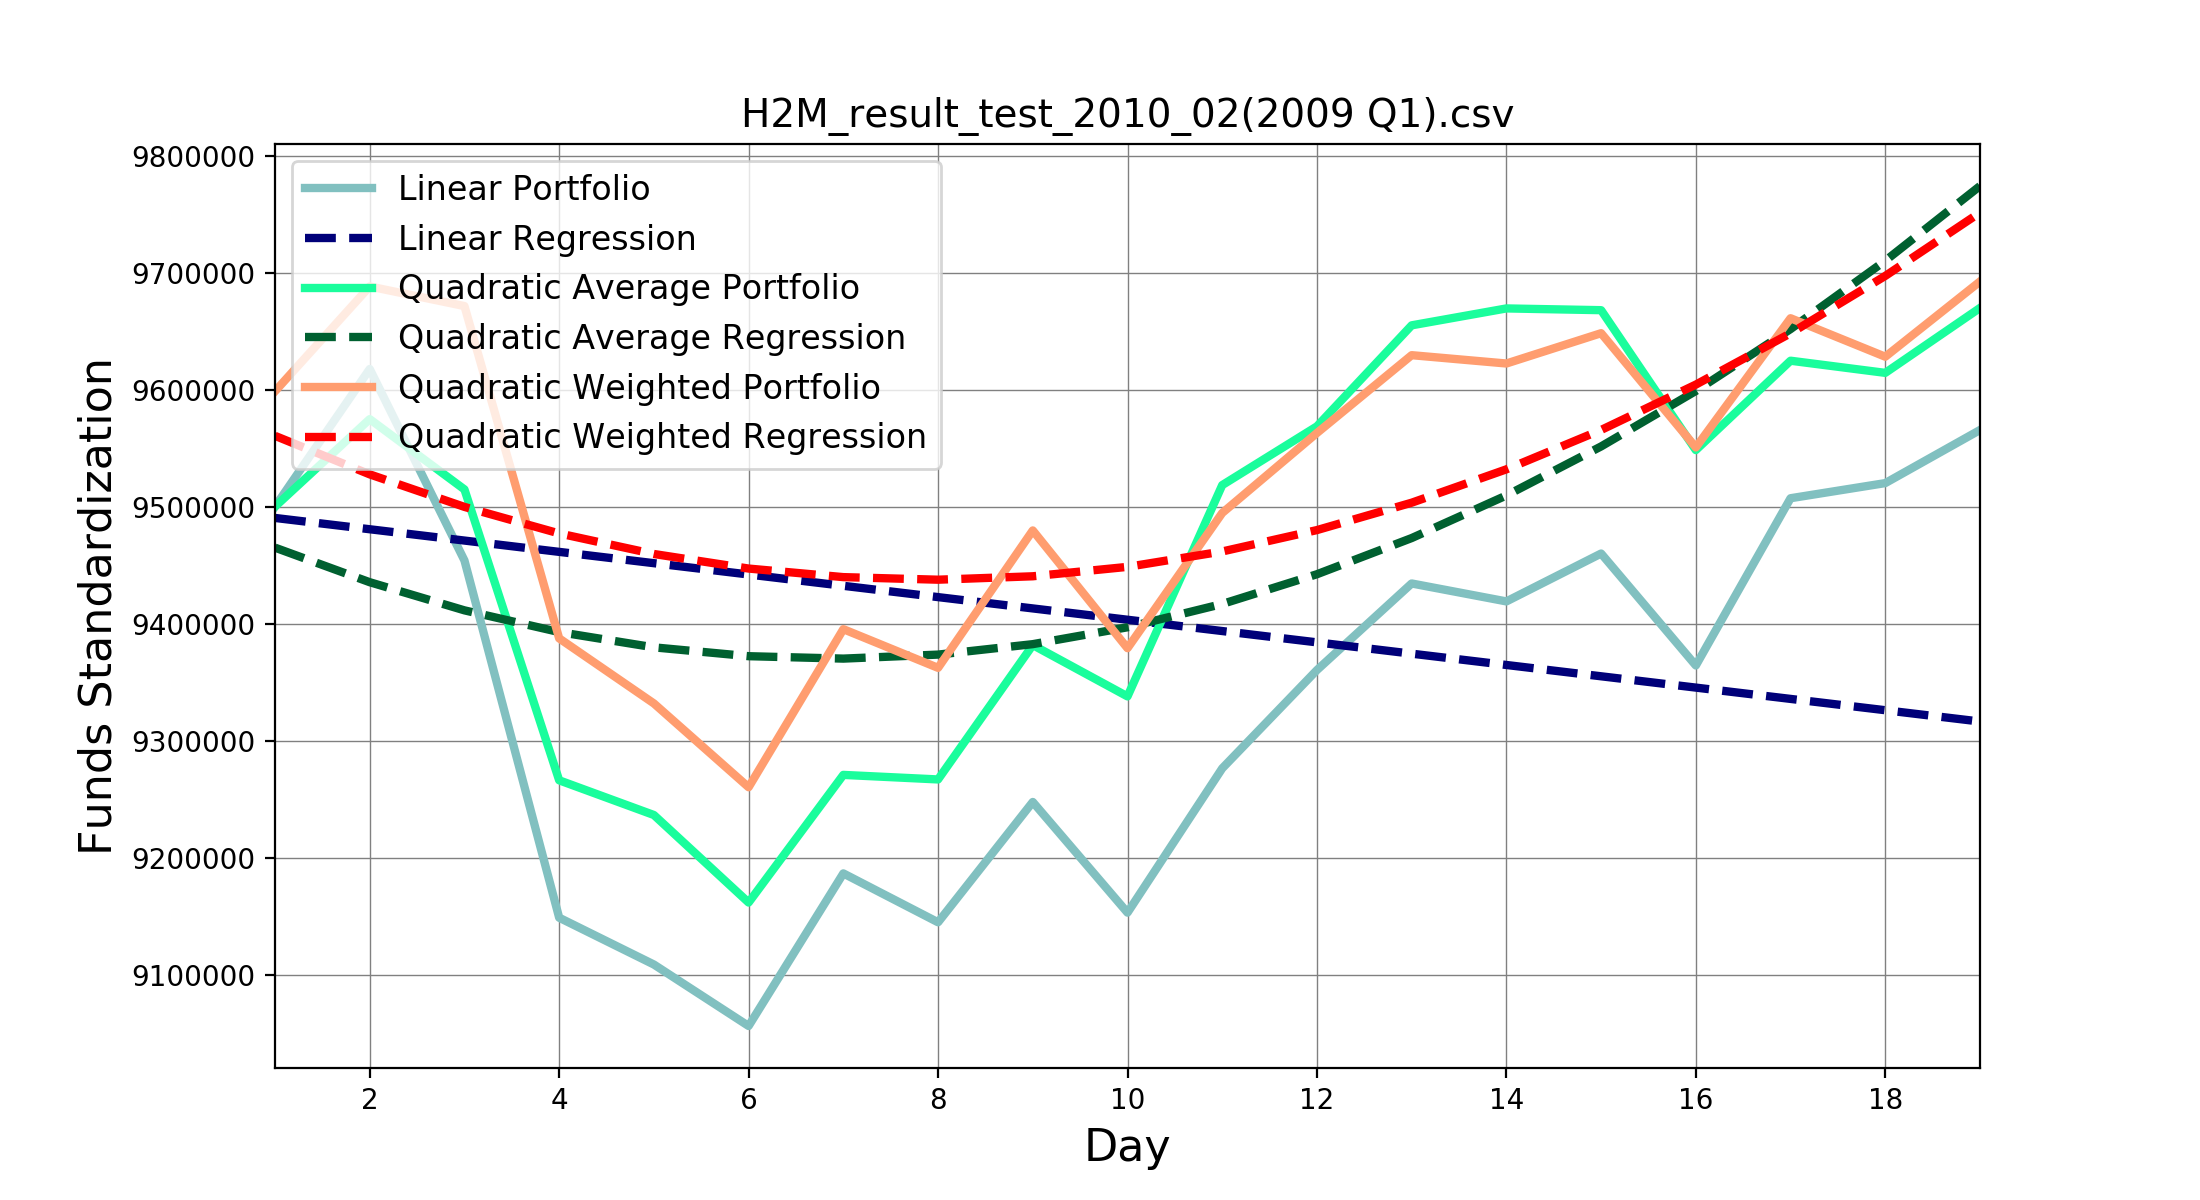 H2M_result_test_2010_02(2009 Q1).csv
9800000
9700000
9600000
9500000
9400000
9300000
9200000
9100000
Funds Standardization
Linear Portfolio
Linear Regression
Quadratic Average Portfolio
Quadratic Average Regression
Quadratic Weighted Portfolio
Quadratic Weighted Regression
2 4 6 8 10 12 14 16 18
Day